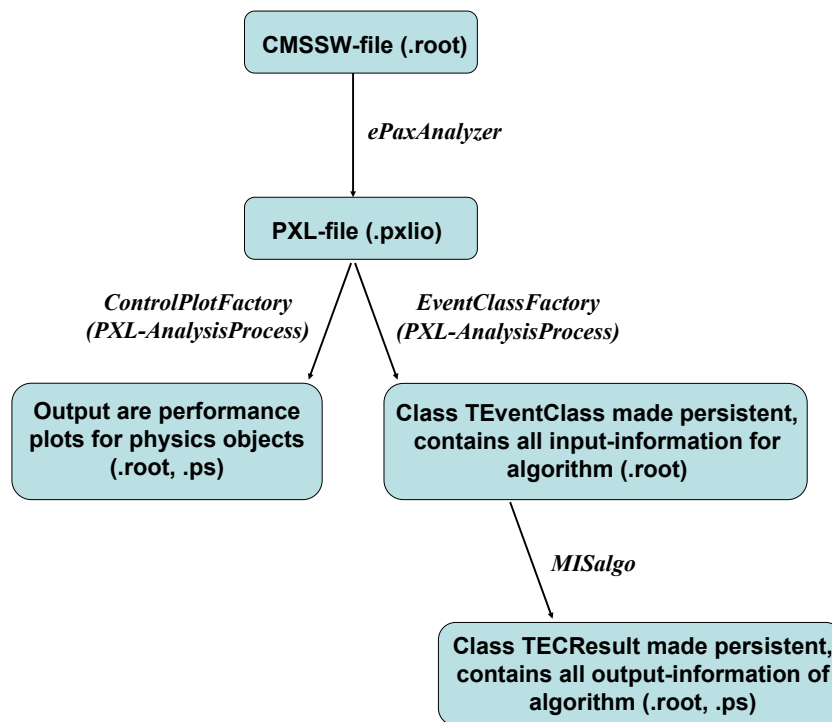 CMSSW-file (.root)
ePaxAnalyzer
PXL-file (.pxlio)
ControlPlotFactory
(PXL-AnalysisProcess)
EventClassFactory
(PXL-AnalysisProcess)
Output are performance
plots for physics objects
(.root, .ps)
Class TEventClass made persistent,
contains all input-information for
algorithm (.root)
MISalgo
Class TECResult made persistent,
contains all output-information of
algorithm (.root, .ps)